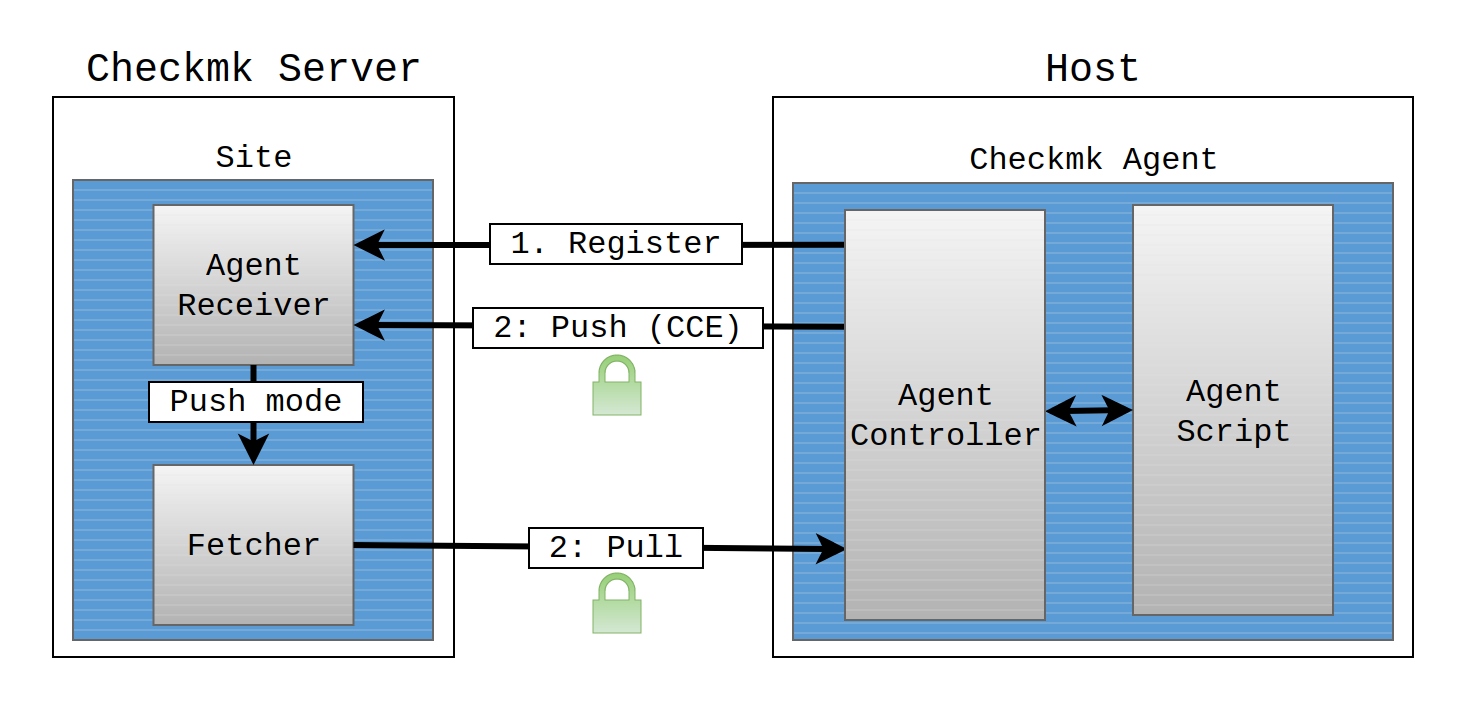 Checkmk Server
Host
Site
Checkmk Agent
Agent
Receiver
1. Register
2: Push (CCE)
Push mode
Agent
Controller
Agent
Script
Fetcher
2: Pull